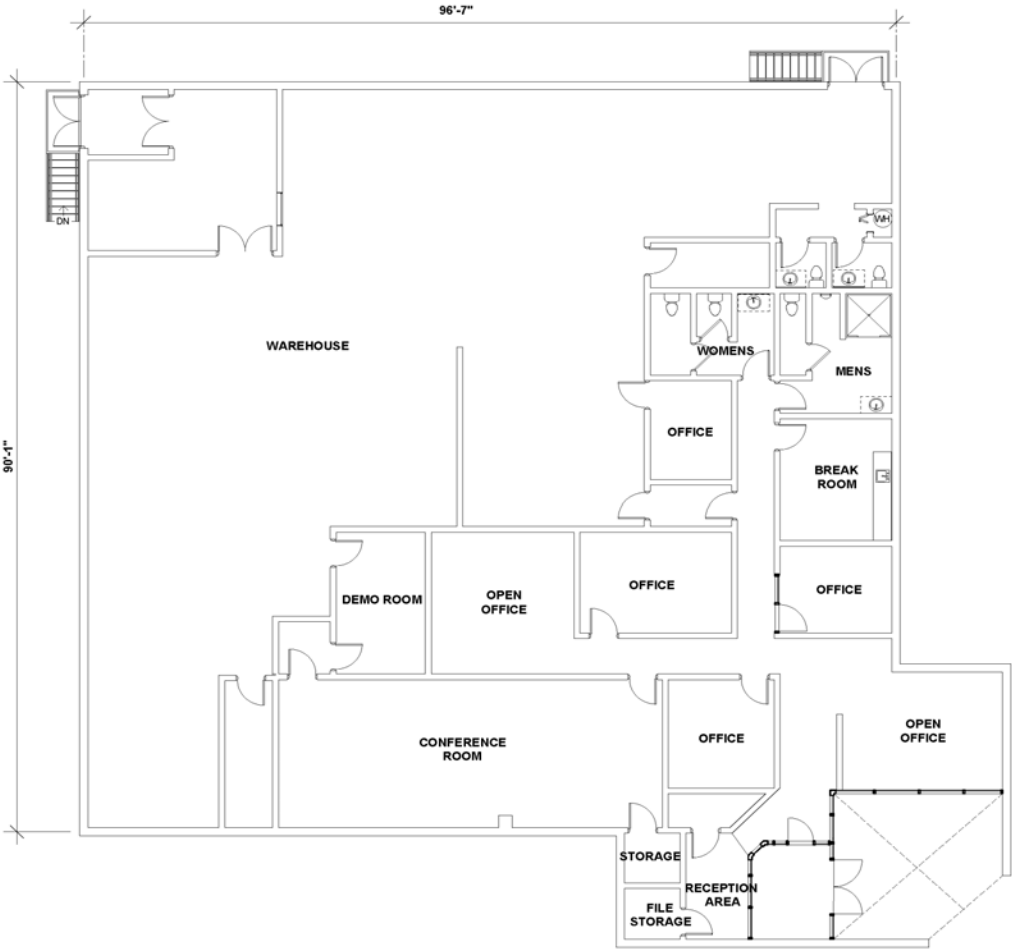 96'-7"
DN
WH
90'-1"
WAREHOUSE
WOMENS
MENS
OFFICE
BREAK
ROOM
DEMO ROOM
OPEN
OFFICE
OFFICE
OFFICE
CONFERENCE
ROOM
OFFICE
OPEN
OFFICE
STORAGE
RECEPTION
AREA
FILE
STORAGE